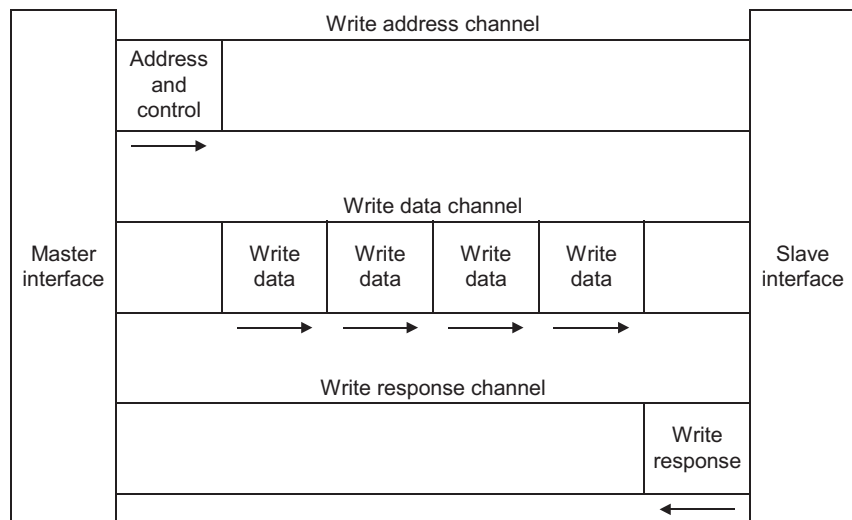 Write address channel
Address
and
control
Write data channel
Master
interface
Write
data
Write
data
Write
data
Write
data
Slave
interface
Write response channel
Write
response